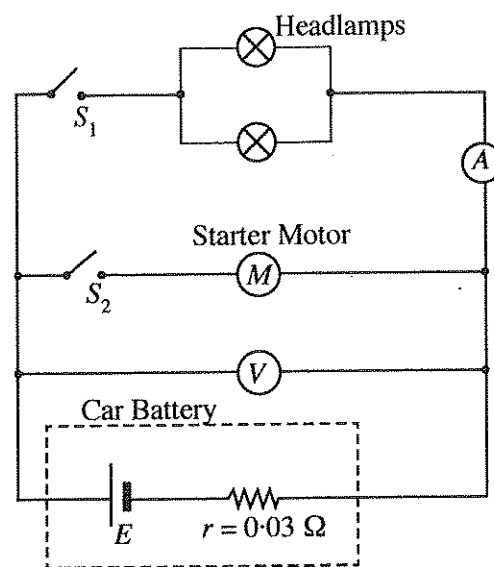 Headlamps
S₁
A
Starter Motor
S₂
M
V
Car Battery
E
r = 0·03 Ω